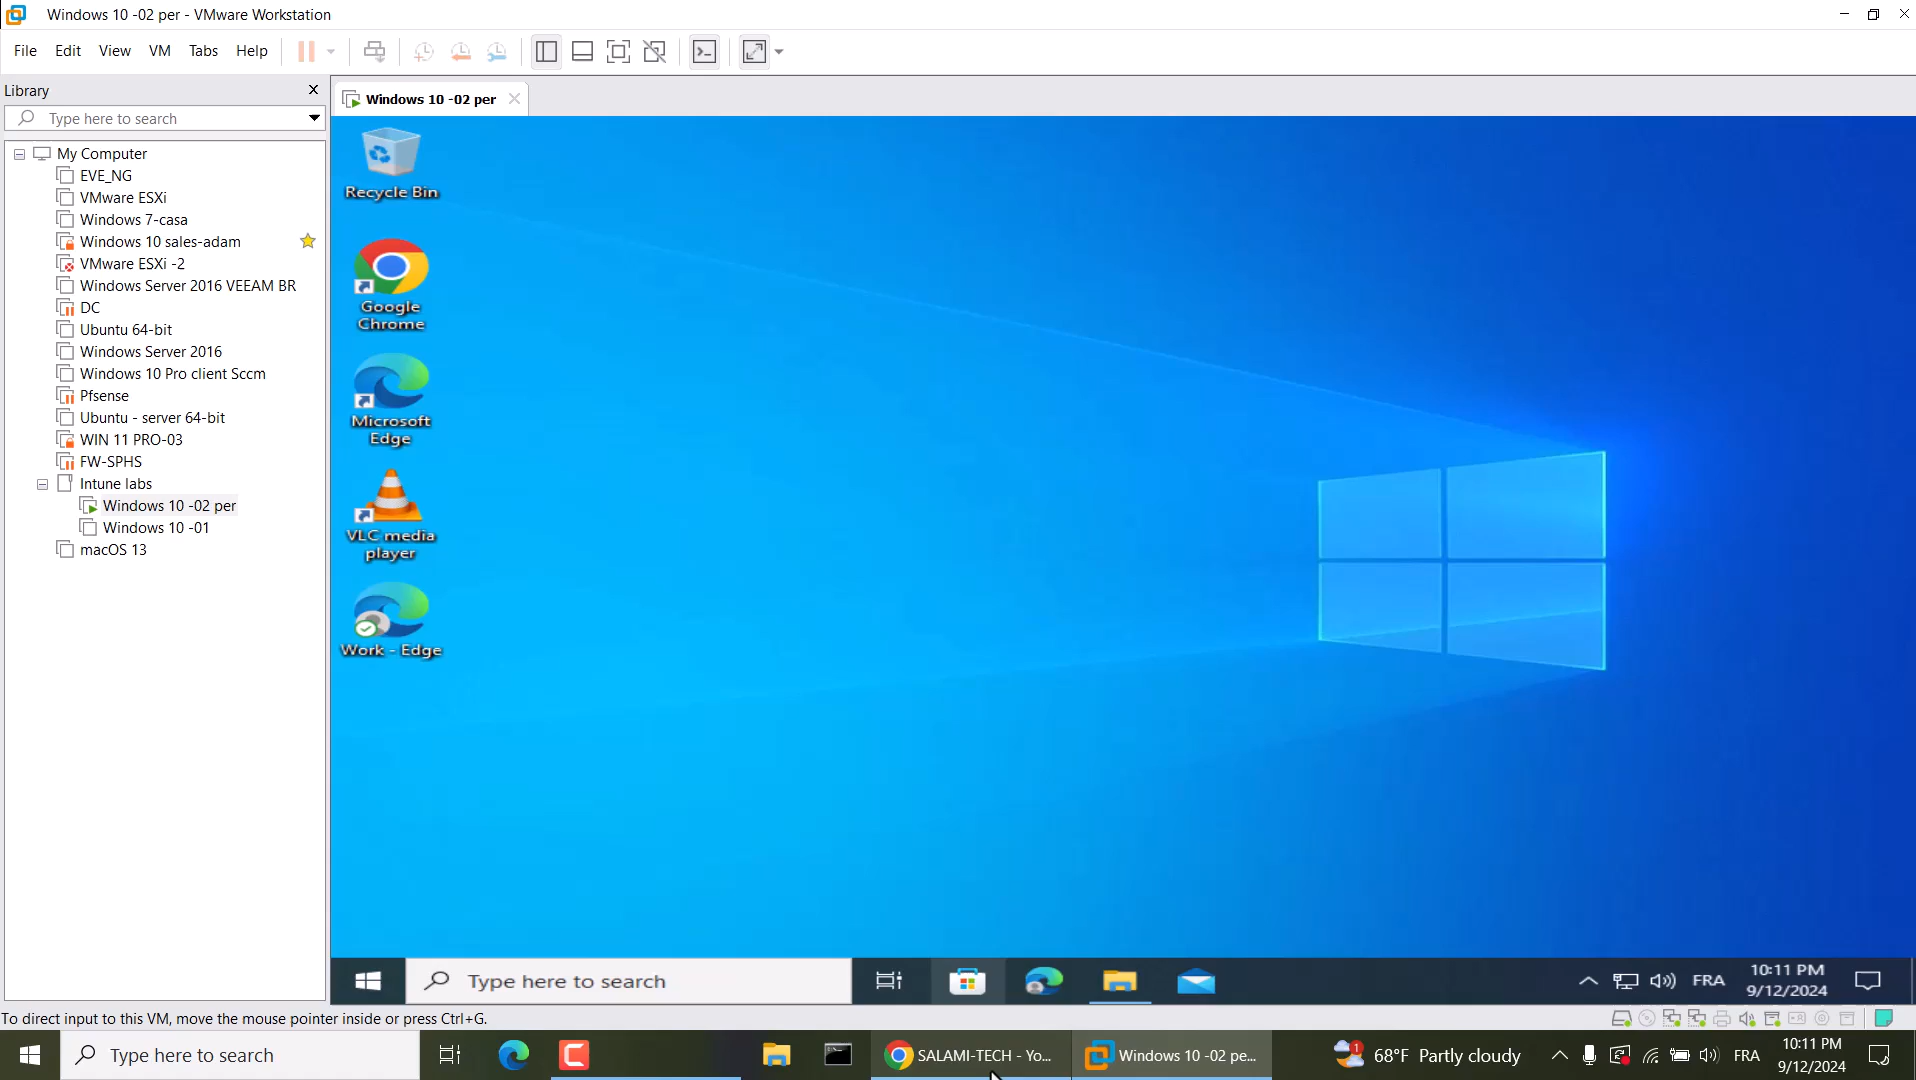 Windows 10 -02 per - VMware Workstation
File Edit View VM Tabs Help
Library
Type here to search
My Computer
EVE_NG
VMware ESXi
Windows 7-casa
Windows 10 sales-adam
VMware ESXi -2
Windows Server 2016 VEEAM BR
DC
Ubuntu 64-bit
Windows Server 2016
Windows 10 Pro client Sccm
Pfsense
Ubuntu - server 64-bit
WIN 11 PRO-03
FW-SPHS
Intune labs
Windows 10 -02 per
Windows 10 -01
macOS 13
Windows 10 -02 per
Recycle Bin
Google
Chrome
Microsoft
Edge
VLC media
player
Work - Edge
Type here to search
FRA
10:11 PM
9/12/2024
To direct input to this VM, move the mouse pointer inside or press Ctrl+G.
Type here to search
SALAMI-TECH - Yo...
Windows 10 -02 pe...
1
68°F Partly cloudy
FRA
10:11 PM
9/12/2024